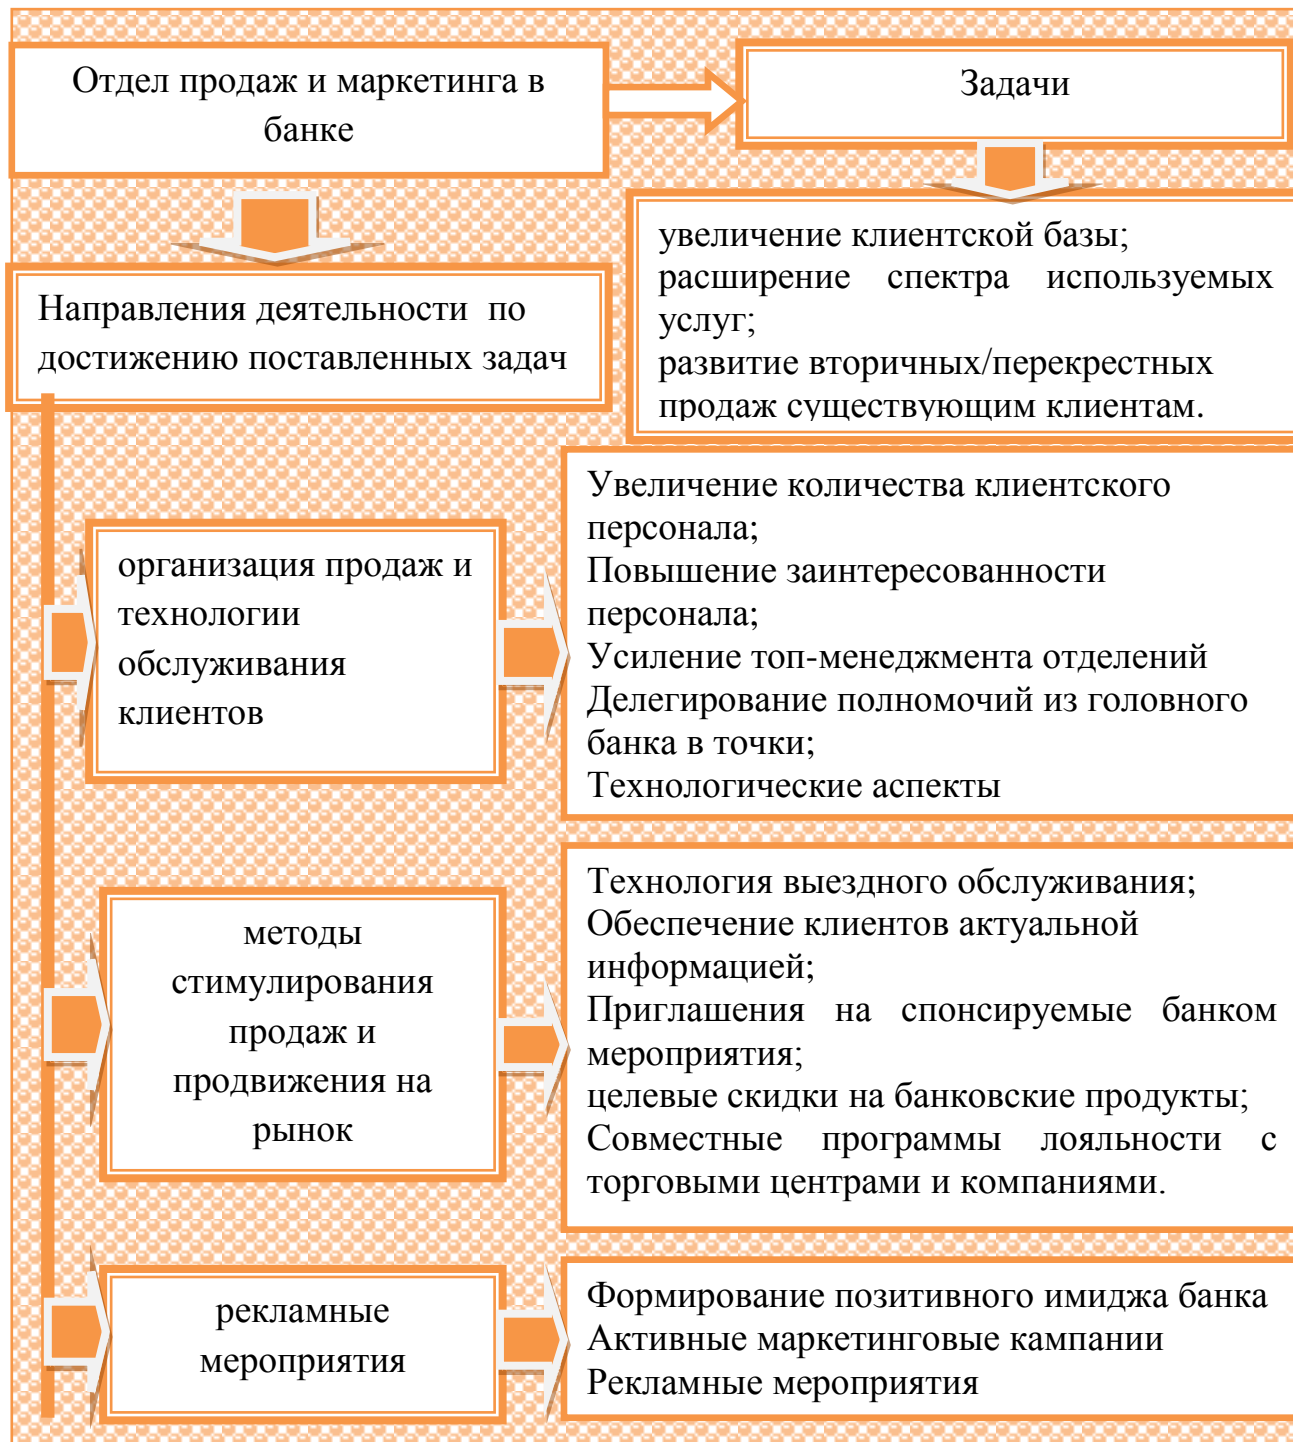 Отдел продаж и маркетинга в
банке
Задачи
увеличение клиентской базы;
расширение спектра используемых
услуг;
развитие вторичных/перекрестных
продаж существующим клиентам.
Направления деятельности по
достижению поставленных задач
организация продаж и
технологии
обслуживания
клиентов
Увеличение количества клиентского
персонала;
Повышение заинтересованности
персонала;
Усиление топ-менеджмента отделений
Делегирование полномочий из головного
банка в точки;
Технологические аспекты
методы
стимулирования
продаж и
продвижения на
рынок
Технология выездного обслуживания;
Обеспечение клиентов актуальной
информацией;
Приглашения на спонсируемые банком
мероприятия;
целевые скидки на банковские продукты;
Совместные программы лояльности с
торговыми центрами и компаниями.
рекламные
мероприятия
Формирование позитивного имиджа банка
Активные маркетинговые кампании
Рекламные мероприятия